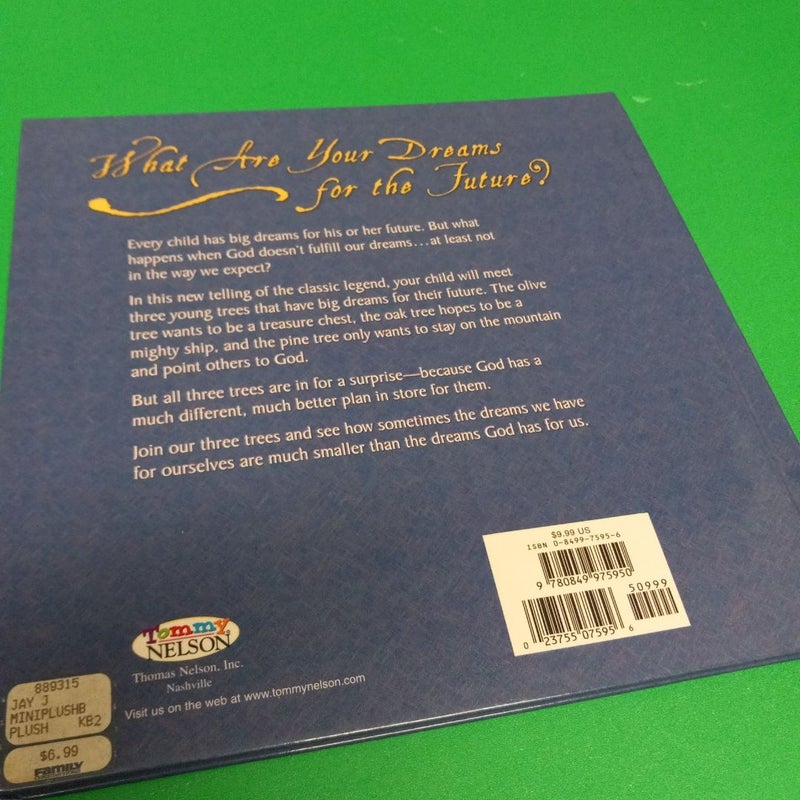 What Are Your Dreams
for the Future?
Every child has big dreams for his or her future. But what
happens when God doesn't fulfill our dreams...at least not
in the way we expect?
In this new telling of the classic legend, your child will meet
three young trees that have big dreams for their future. The olive
tree wants to be a treasure chest, the oak tree hopes to be a
mighty ship, and the pine tree only wants to stay on the mountain
and point others to God.
But all three trees are in for a surprise—because God has a
much different, much better plan in store for them.
Join our three trees and see how sometimes the dreams we have
for ourselves are much smaller than the dreams God has for us.
$9.99 US
ISBN 0-8499-7595-6
9 780849 975950
50999
0 23755 07595 6
Tommy
NELSON®
Thomas Nelson, Inc.
Nashville
Visit us on the web at www.tommynelson.com
889315
JAY J
MINIPLUSHB
PLUSH KB2
$6.99
FAMILY